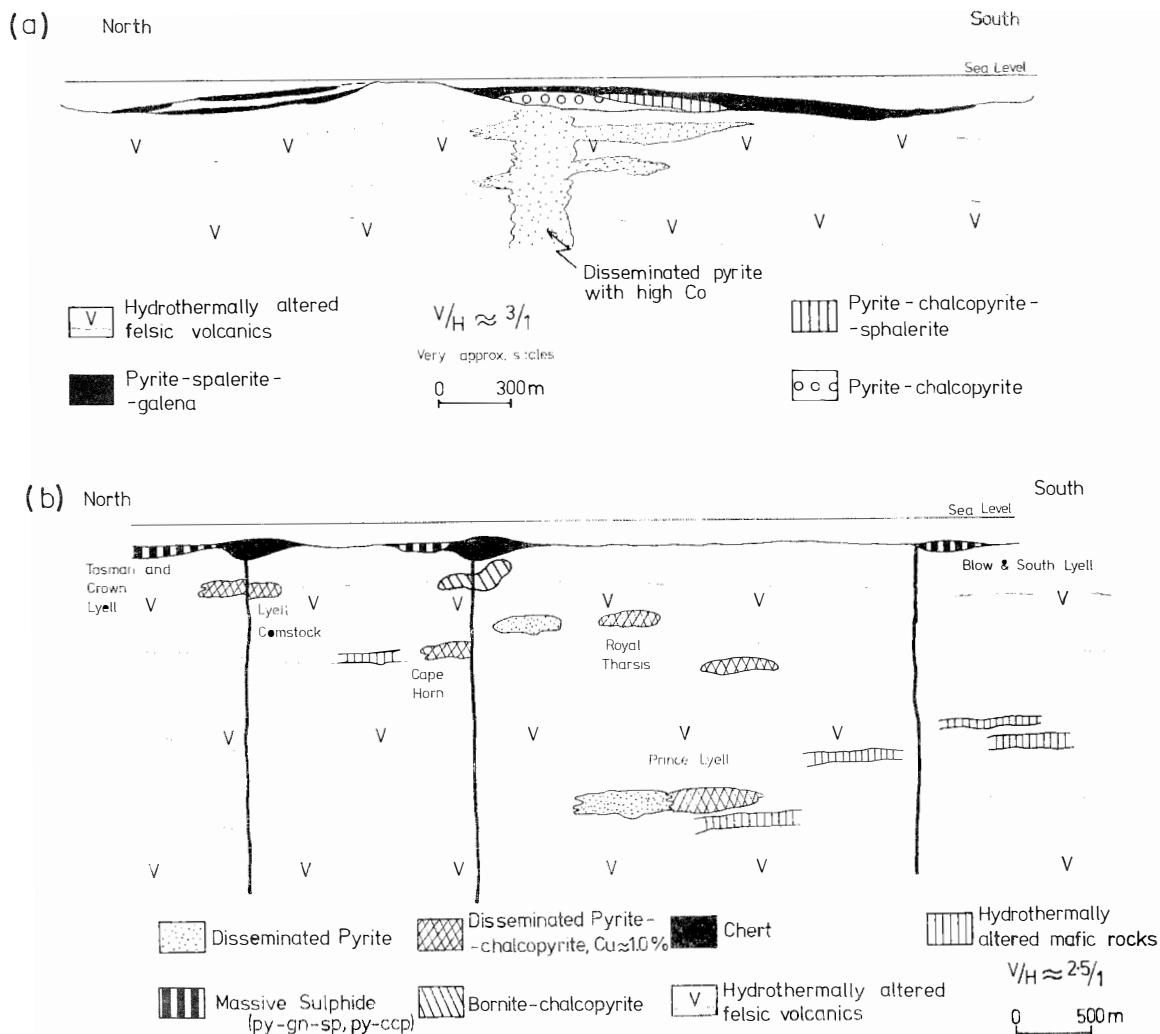 (a)
North
South
Sea Level
Disseminated pyrite
with high Co
V Hydrothermally altered
felsic volcanics
Pyrite-spalerite-
-galena
V/H ≈ 3/1
Very approx. scales
0 300m
Pyrite-chalcopyrite-
-sphalerite
Pyrite-chalcopyrite
V V V V V V
V V V V V
(b)
North
South
Sea Level
Tasman and
Crown
Lyell
Lyell
Comstock
Cape
Horn
Royal
Tharsis
Blow & South Lyell
Prince Lyell
V V V V V V
V V V V V
V V V V V V
Disseminated Pyrite
Disseminated Pyrite-
-chalcopyrite, Cu≈1.0%
Chert
Hydrothermally
altered mafic rocks
Massive Sulphide
(py-gn-sp, py-ccp)
Bornite-chalcopyrite
V Hydrothermally altered
felsic volcanics
V/H ≈ 2·5/1
0 500m